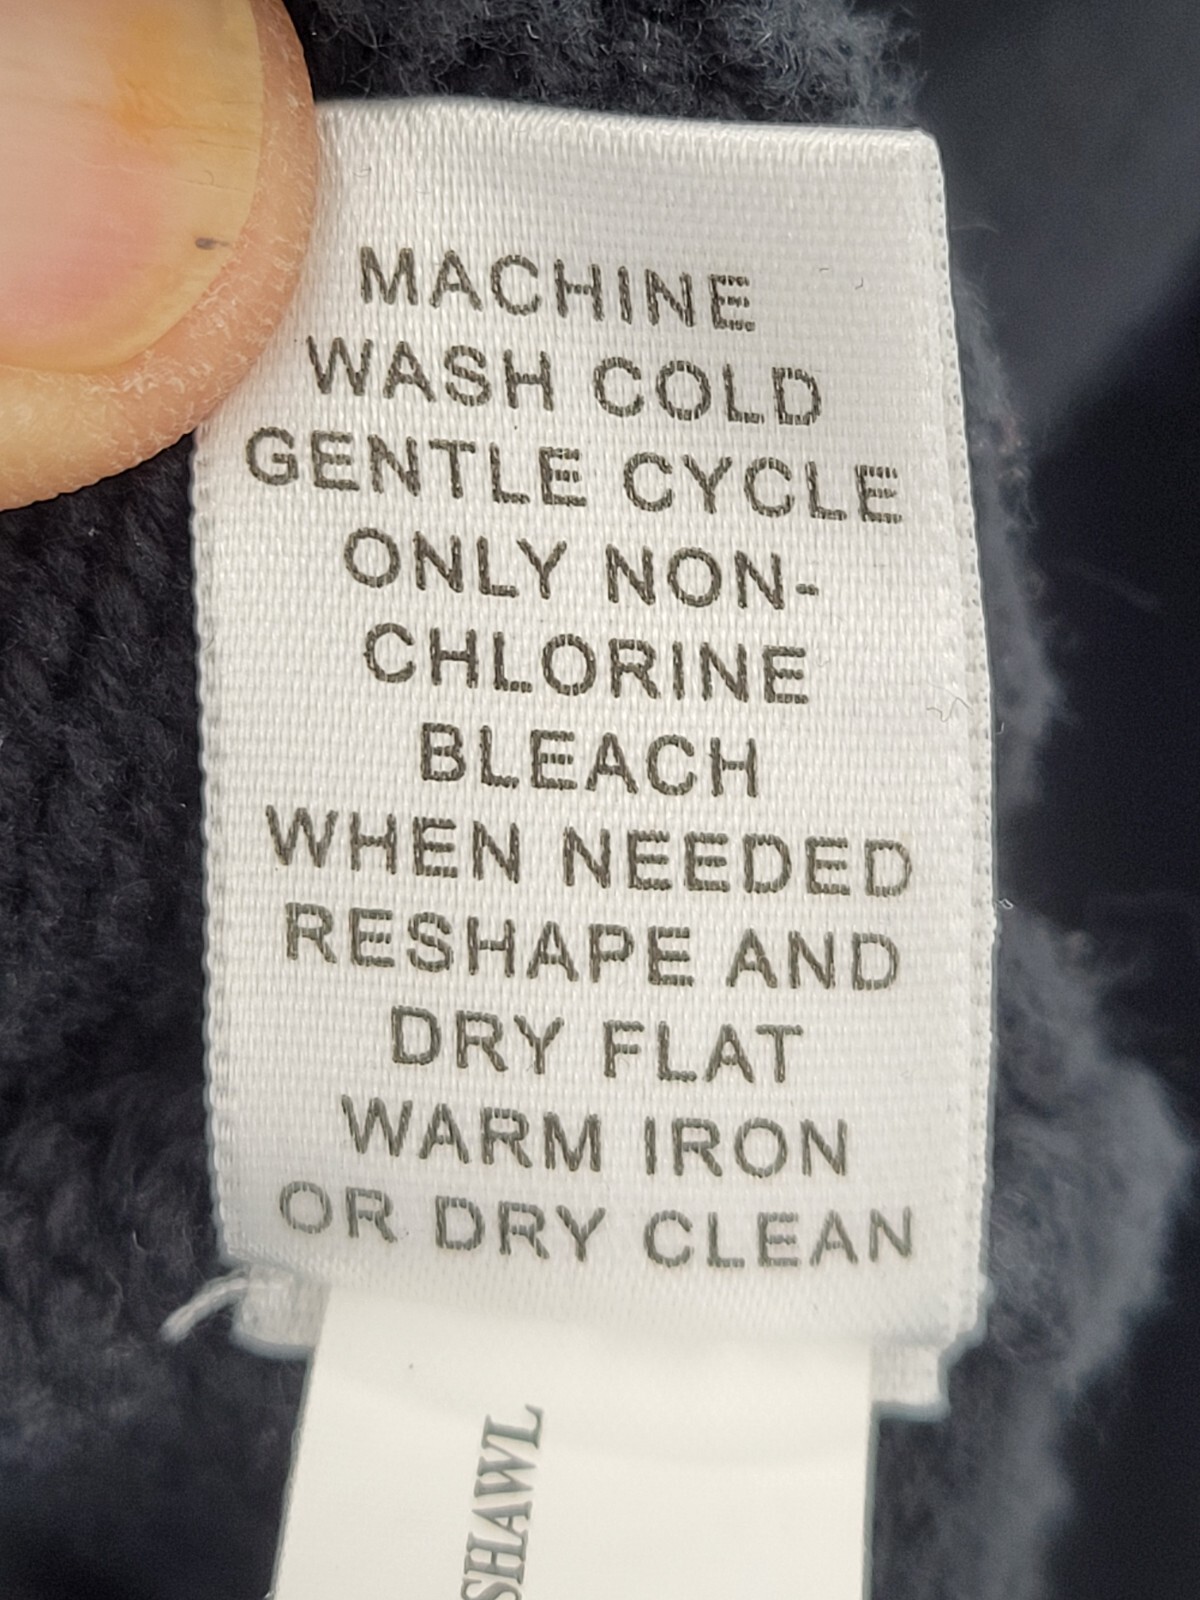 MACHINE
WASH COLD
GENTLE CYCLE
ONLY NON-
CHLORINE
BLEACH
WHEN NEEDED
RESHAPE AND
DRY FLAT
WARM IRON
OR DRY CLEAN
SHAWL